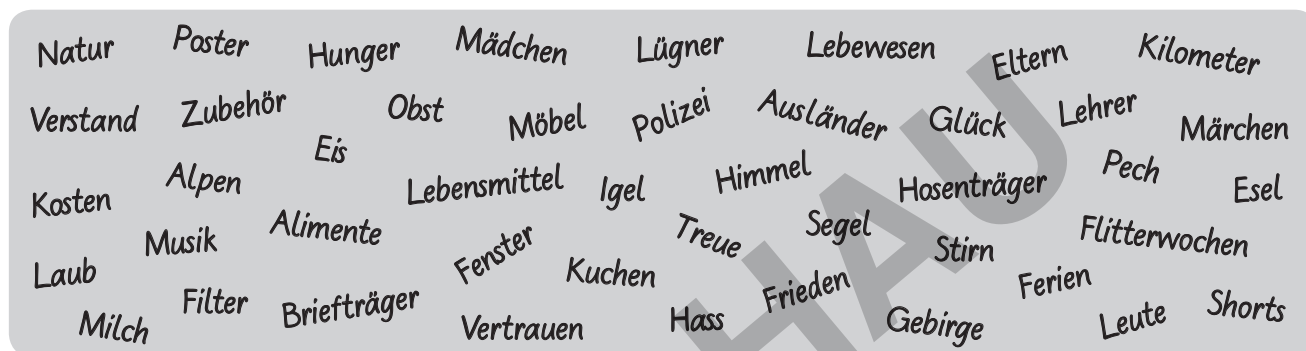 Natur Poster Hunger Mädchen Lügner Lebewesen Eltern Kilometer
Verstand Zubehör Obst Möbel Polizei Ausländer Glück Lehrer Märchen
Eis
Kosten Alpen Lebensmittel Igel Himmel Hosenträger Pech Esel
Musik Alimente Fenster Treue Segel Stirn Flitterwochen
Laub Kuchen Frieden Ferien
Milch Filter Briefträger Vertrauen Hass Gebirge Leute Shorts
HAU